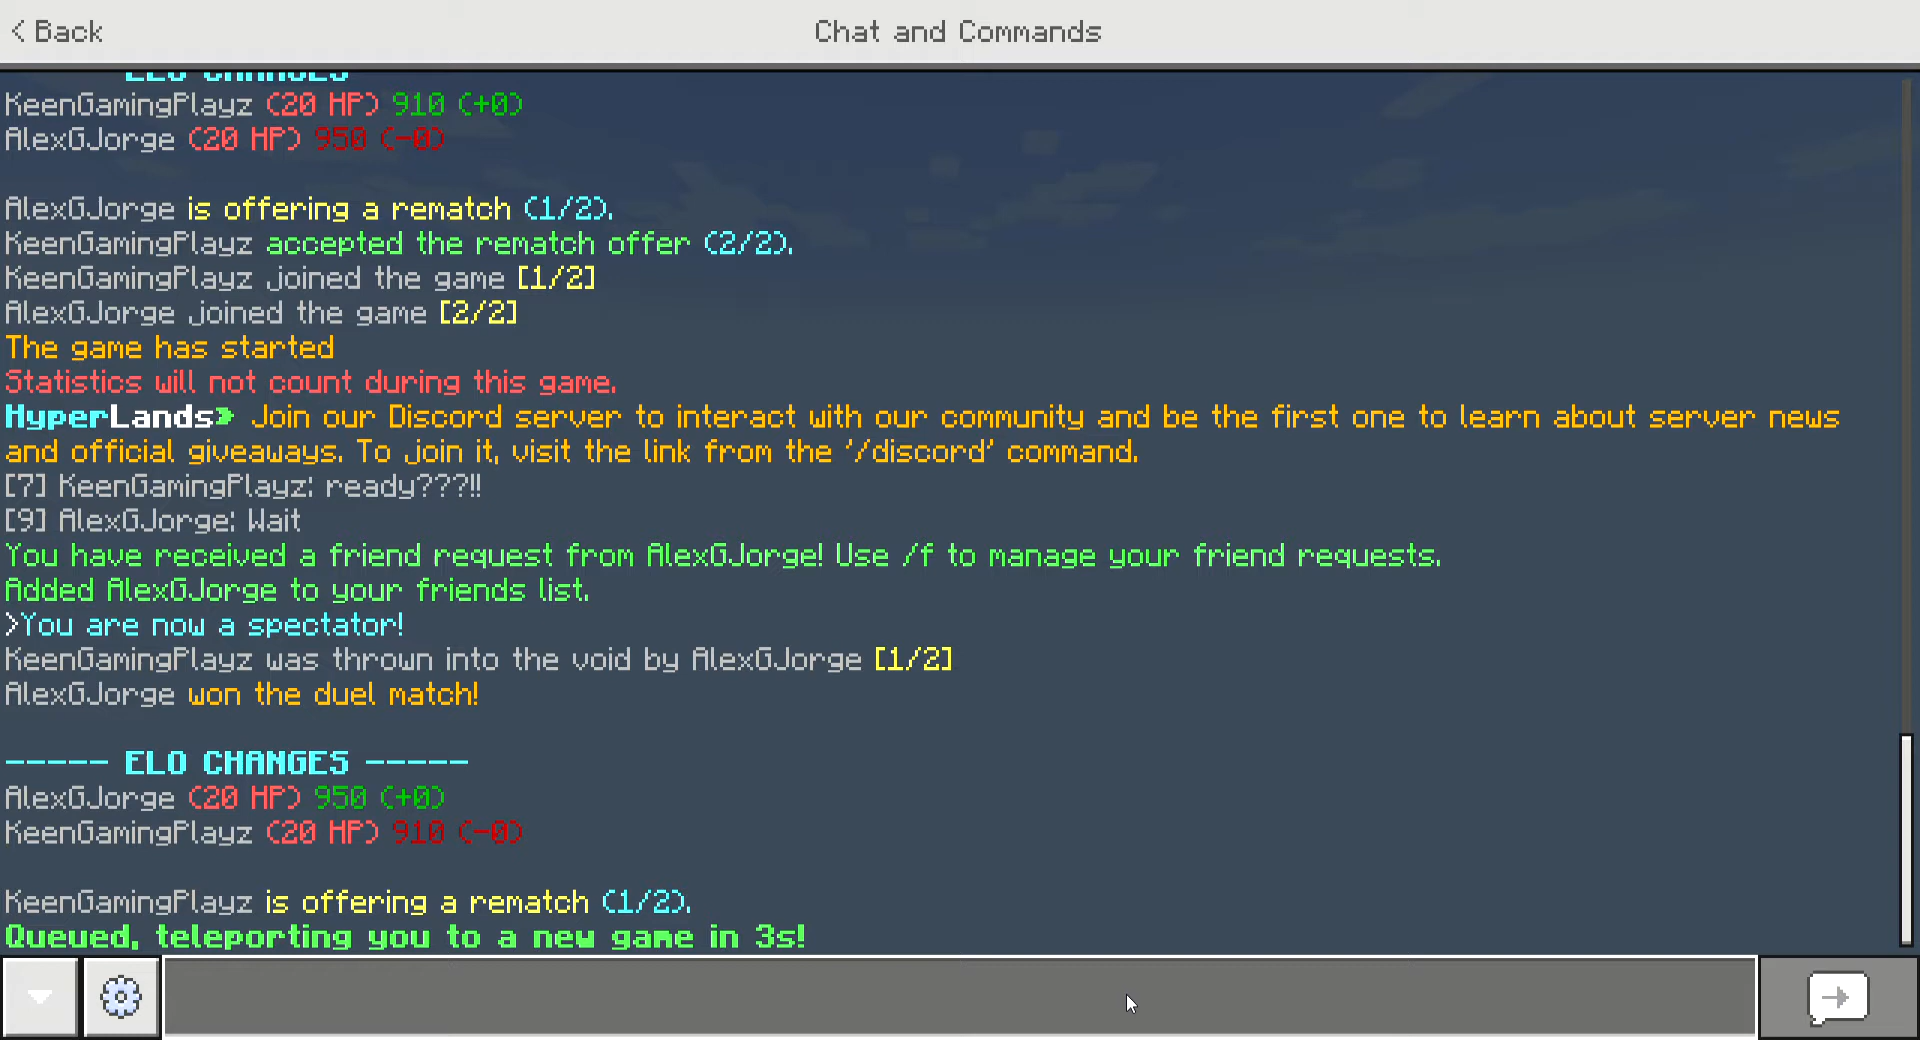 < Back
Chat and Commands
ELO CHANGES
KeenGamingPlayz (20 HP) 910 (+0)
AlexGJorge (20 HP) 950 (-0)
AlexGJorge is offering a rematch (1/2).
KeenGamingPlayz accepted the rematch offer (2/2).
KeenGamingPlayz joined the game [1/2]
AlexGJorge joined the game [2/2]
The game has started
Statistics will not count during this game.
HyperLands» Join our Discord server to interact with our community and be the first one to learn about server news
and official giveaways. To join it, visit the link from the '/discord' command.
[7] KeenGamingPlayz: ready???!!
[9] AlexGJorge: Wait
You have received a friend request from AlexGJorge! Use /f to manage your friend requests.
Added AlexGJorge to your friends list.
>You are now a spectator!
KeenGamingPlayz was thrown into the void by AlexGJorge [1/2]
AlexGJorge won the duel match!
----- ELO CHANGES -----
AlexGJorge (20 HP) 950 (+0)
KeenGamingPlayz (20 HP) 910 (-0)
KeenGamingPlayz is offering a rematch (1/2).
Queued, teleporting you to a new game in 3s!